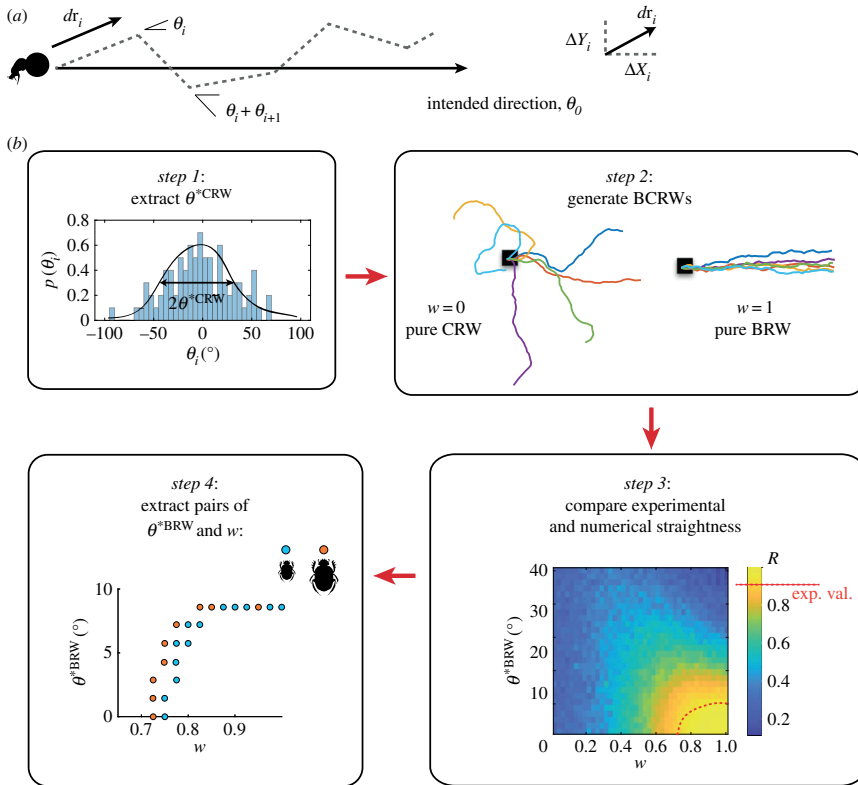 (a)
dr_i
θ_i
θ_i + θ_{i+1}
intended direction, θ_0
dr_i
ΔY_i
ΔX_i
(b)
step 1:
extract θ*CRW
p(θ_i)
0.8
0.6
0.4
0.2
0
2θ*CRW
–100 –50 0 50 100
θ_i (°)
step 2:
generate BCRWs
w = 0
pure CRW
w = 1
pure BRW
step 4:
extract pairs of
θ*BRW and w:
θ*BRW (°)
10
5
0
0.7 0.8 0.9
w
step 3:
compare experimental
and numerical straightness
θ*BRW (°)
40
30
20
10
0 0.2 0.4 0.6 0.8 1.0
w
R
exp. val.
0.8
0.6
0.4
0.2